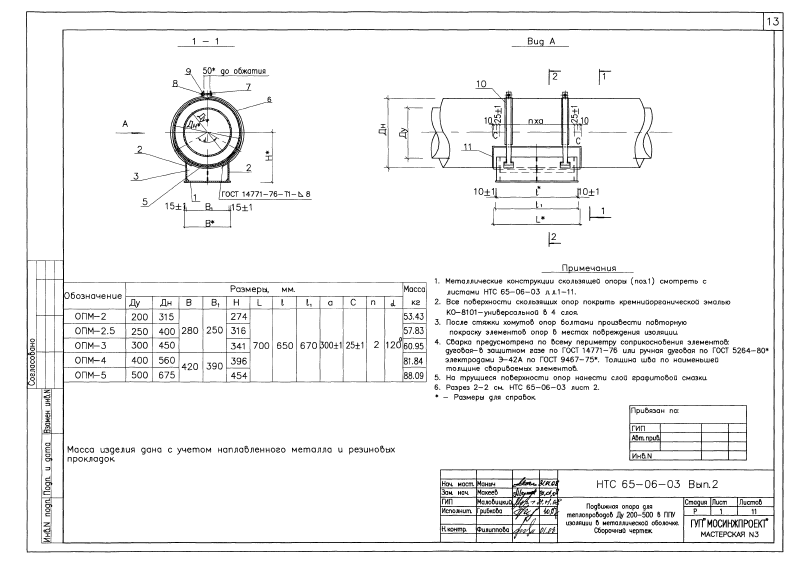 13
1 – 1
50* до обжатия
9
8
7
6
А
Дн*
2
3
2
H*
ГОСТ 14771-76-Т1-⊾ 8
5
1
15±1
B₁
15±1
B*
Вид А
2
1
10
Дн
Ду
10
25±1
nxa
25±1
10
C
C
11
10±1
l*
10±1
l₁
L*
1
2
Обозначение
Размеры, мм.
Масса
кг
Ду Дн B B₁ H L l l₁ a C n α
ОПМ-2 200 315 274 53.43
ОПМ-2.5 250 400 280 250 316 57.83
ОПМ-3 300 450 341 700 650 670 300±1 25±1 2 120° 60.95
ОПМ-4 400 560 420 390 396 81.84
ОПМ-5 500 675 454 88.09
Масса изделия дана с учетом наплавленного металла и резиновых
прокладок
Примечания
1. Металлические конструкции скользящей опоры (поз.1) смотреть с
листами НТС 65-06-03 л.л.1-11.
2. Все поверхности скользящих опор покрыть кремнийорганической эмалью
КО-8101-универсальной в 4 слоя.
3. После стяжки хомутов опор болтами произвести повторную
покраску элементов опор в местах повреждения изоляции.
4. Сварка предусмотрена по всему периметру соприкосновения элементов:
дуговая-в защитном газе по ГОСТ 14771-76 или ручная дуговая по ГОСТ 5264-80*
электродами Э-42А по ГОСТ 9467-75*. Толщина шва по наименьшей
толщине свариваемых элементов.
5. На трущиеся поверхности опор нанести слой графитовой смазки.
6. Разрез 2-2 см. НТС 65-06-03 лист 2.
* – Размеры для справок.
Привязан по:
ГИП
Авт.прив.
Инв.N
Согласовано
Взамен инв.N
Подп. и дата
Инв.N подл.
Нач. маст. Маныч
Зам. нач. Макеев
ГИП Маловицкий
Исполнит. Грибкова
Н.контр. Филиппова
НТС 65-06-03 Вып.2
Подвижная опора для
теплопроводов Ду 200-500 в ППУ
изоляции в металлической оболочке.
Сборочный чертеж
Стадия Лист Листов
Р 1 11
ГУП"МОСИНЖПРОЕКТ"
МАСТЕРСКАЯ N3